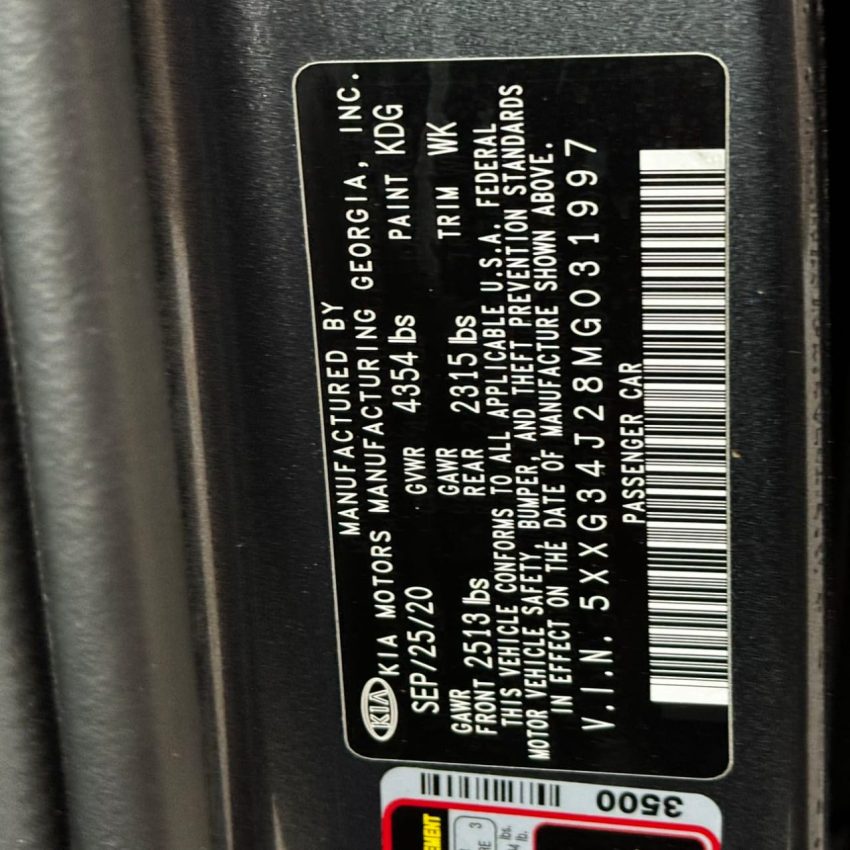 MANUFACTURED BY
KIA KIA MOTORS MANUFACTURING GEORGIA, INC.
SEP/25/20 GVWR 4354 lbs PAINT KDG
GAWR FRONT 2513 lbs GAWR REAR 2315 lbs TRIM WK
THIS VEHICLE CONFORMS TO ALL APPLICABLE U.S.A. FEDERAL
MOTOR VEHICLE SAFETY, BUMPER, AND THEFT PREVENTION STANDARDS
IN EFFECT ON THE DATE OF MANUFACTURE SHOWN ABOVE.
V.I.N. 5XXG34J28MG031997
PASSENGER CAR
3500